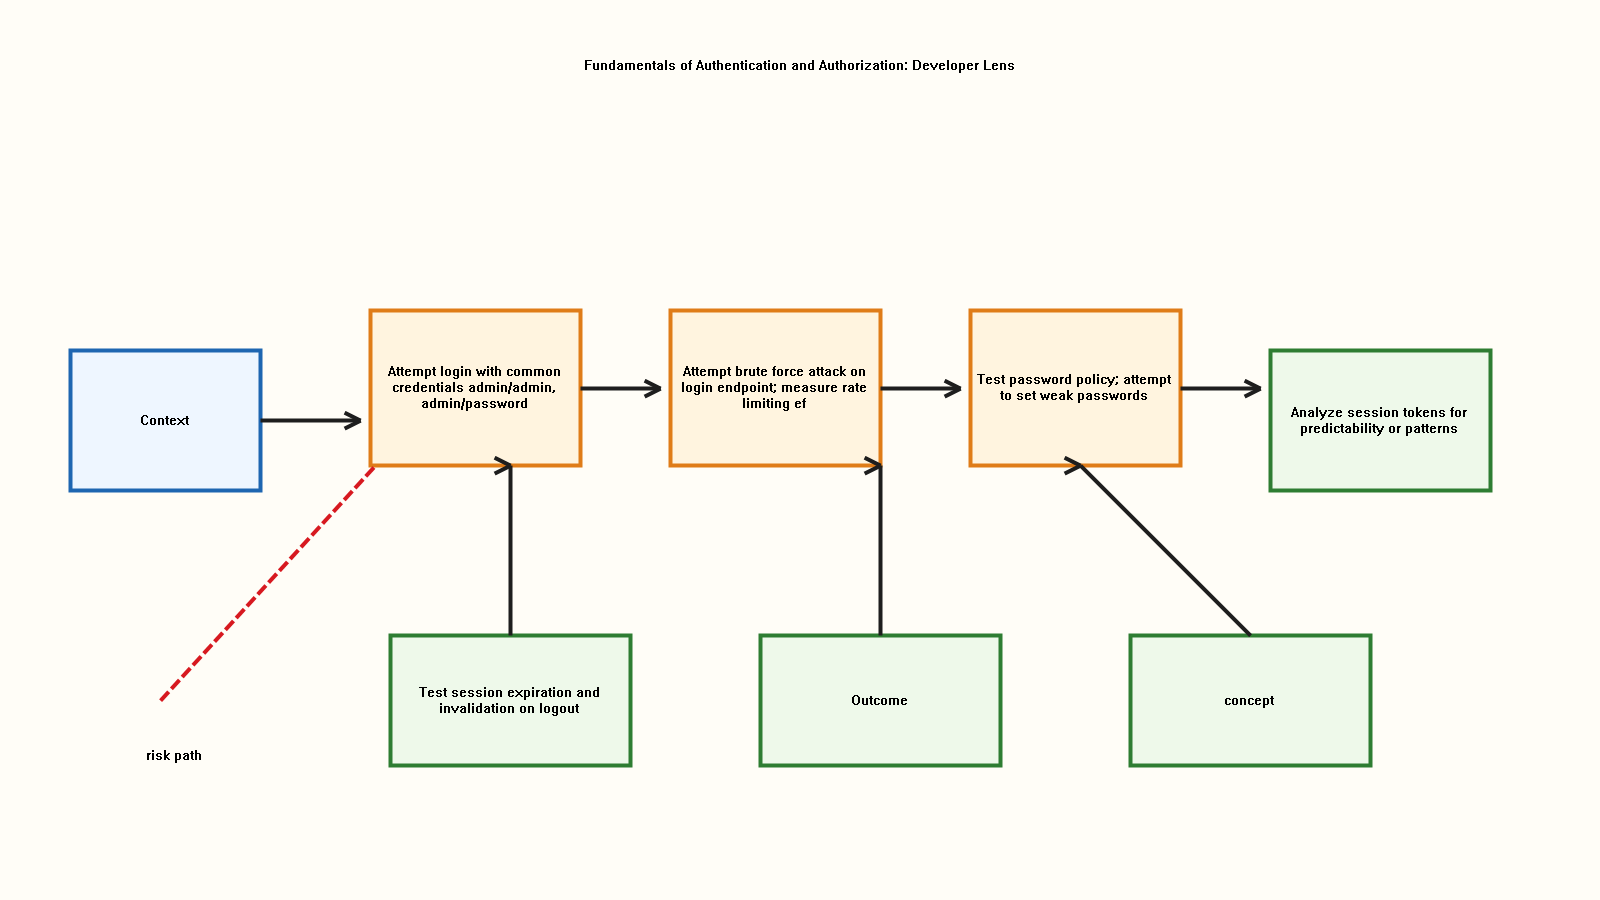 Fundamentals of Authentication and Authorization: Developer Lens
Context
Attempt login with common
credentials admin/admin,
admin/password
Attempt brute force attack on
login endpoint; measure rate
limiting ef
Test password policy; attempt
to set weak passwords
Analyze session tokens for
predictability or patterns
Test session expiration and
invalidation on logout
Outcome
concept
risk path